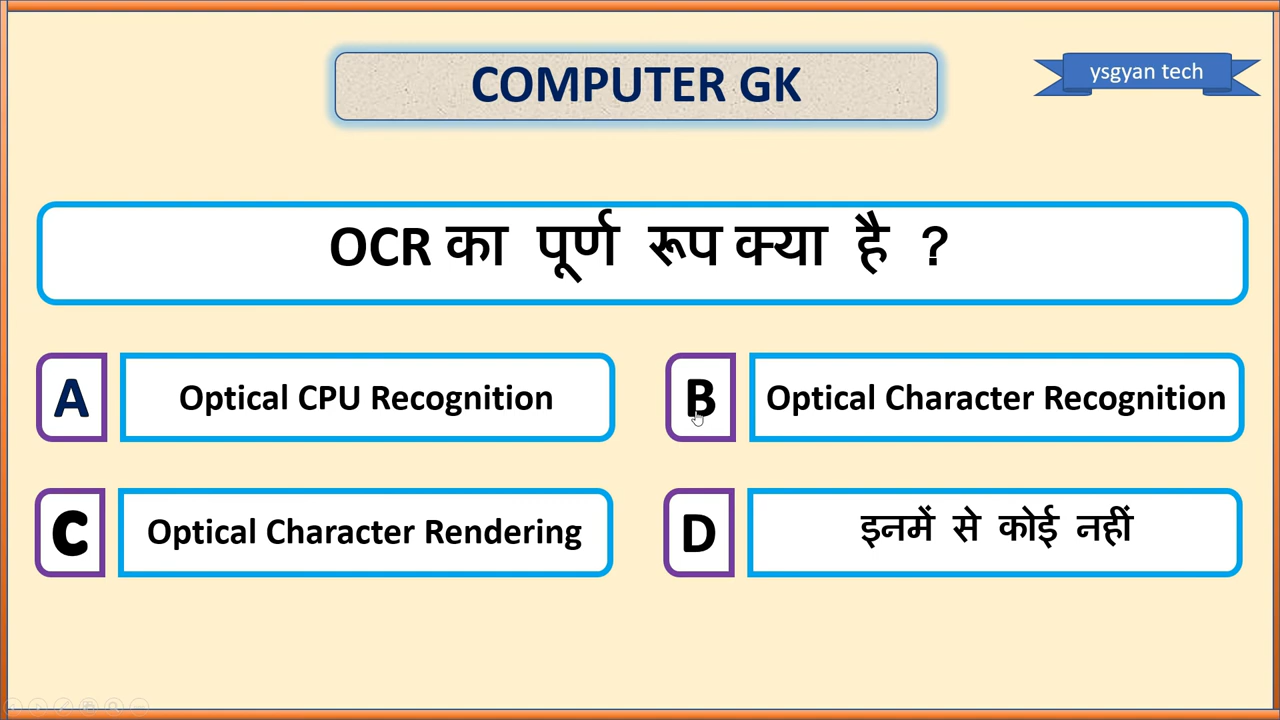 COMPUTER GK
ysgyan tech
OCR का पूर्ण रूप क्या है ?
A
Optical CPU Recognition
B
Optical Character Recognition
C
Optical Character Rendering
D
इनमें से कोई नहीं